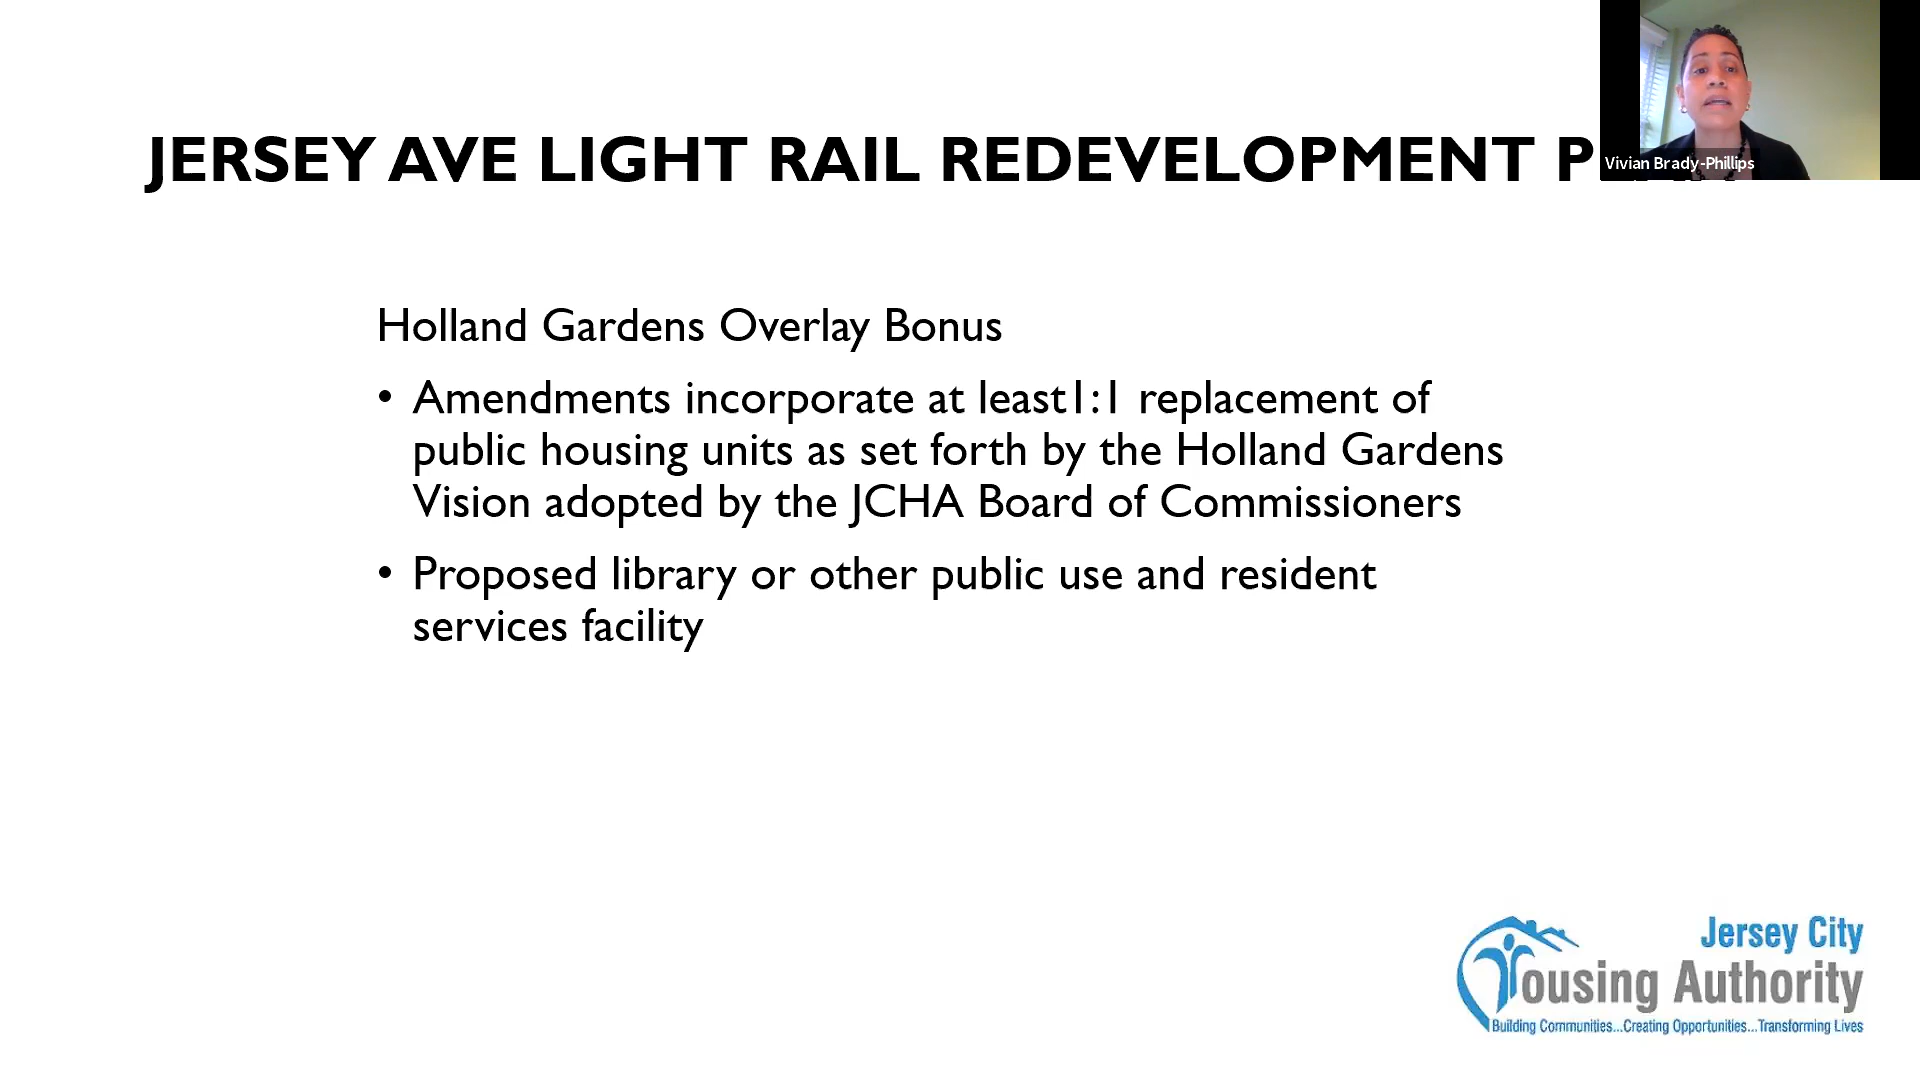 JERSEY AVE LIGHT RAIL REDEVELOPMENT
Vivian Brady-Phillips
Holland Gardens Overlay Bonus
• Amendments incorporate at least1:1 replacement of
public housing units as set forth by the Holland Gardens
Vision adopted by the JCHA Board of Commissioners
• Proposed library or other public use and resident
services facility
Jersey City
ousing Authority
Building Communities...Creating Opportunities...Transforming Lives